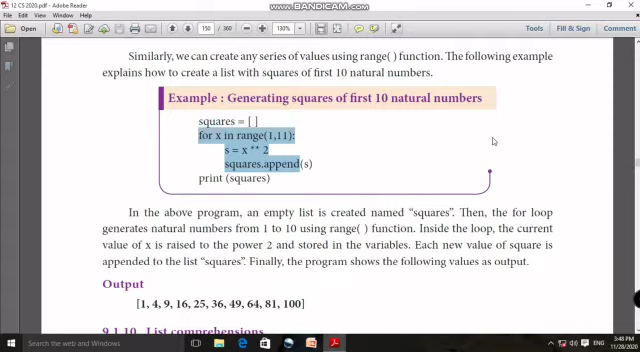 12 CS 2020.pdf - Adobe Reader
www.BANDICAM.com
File Edit View Window Help
Open
150 / 360
130%
Tools Fill & Sign Comment
Similarly, we can create any series of values using range( ) function. The following example
explains how to create a list with squares of first 10 natural numbers.
Example : Generating squares of first 10 natural numbers
squares = [ ]
for x in range(1,11):
s = x ** 2
squares.append(s)
print (squares)
In the above program, an empty list is created named “squares”. Then, the for loop
generates natural numbers from 1 to 10 using range( ) function. Inside the loop, the current
value of x is raised to the power 2 and stored in the variables. Each new value of square is
appended to the list “squares”. Finally, the program shows the following values as output.
Output
[1, 4, 9, 16, 25, 36, 49, 64, 81, 100]
9.1.10 List comprehensions
Search the web and Windows
ENG
3:48 PM
11/28/2020